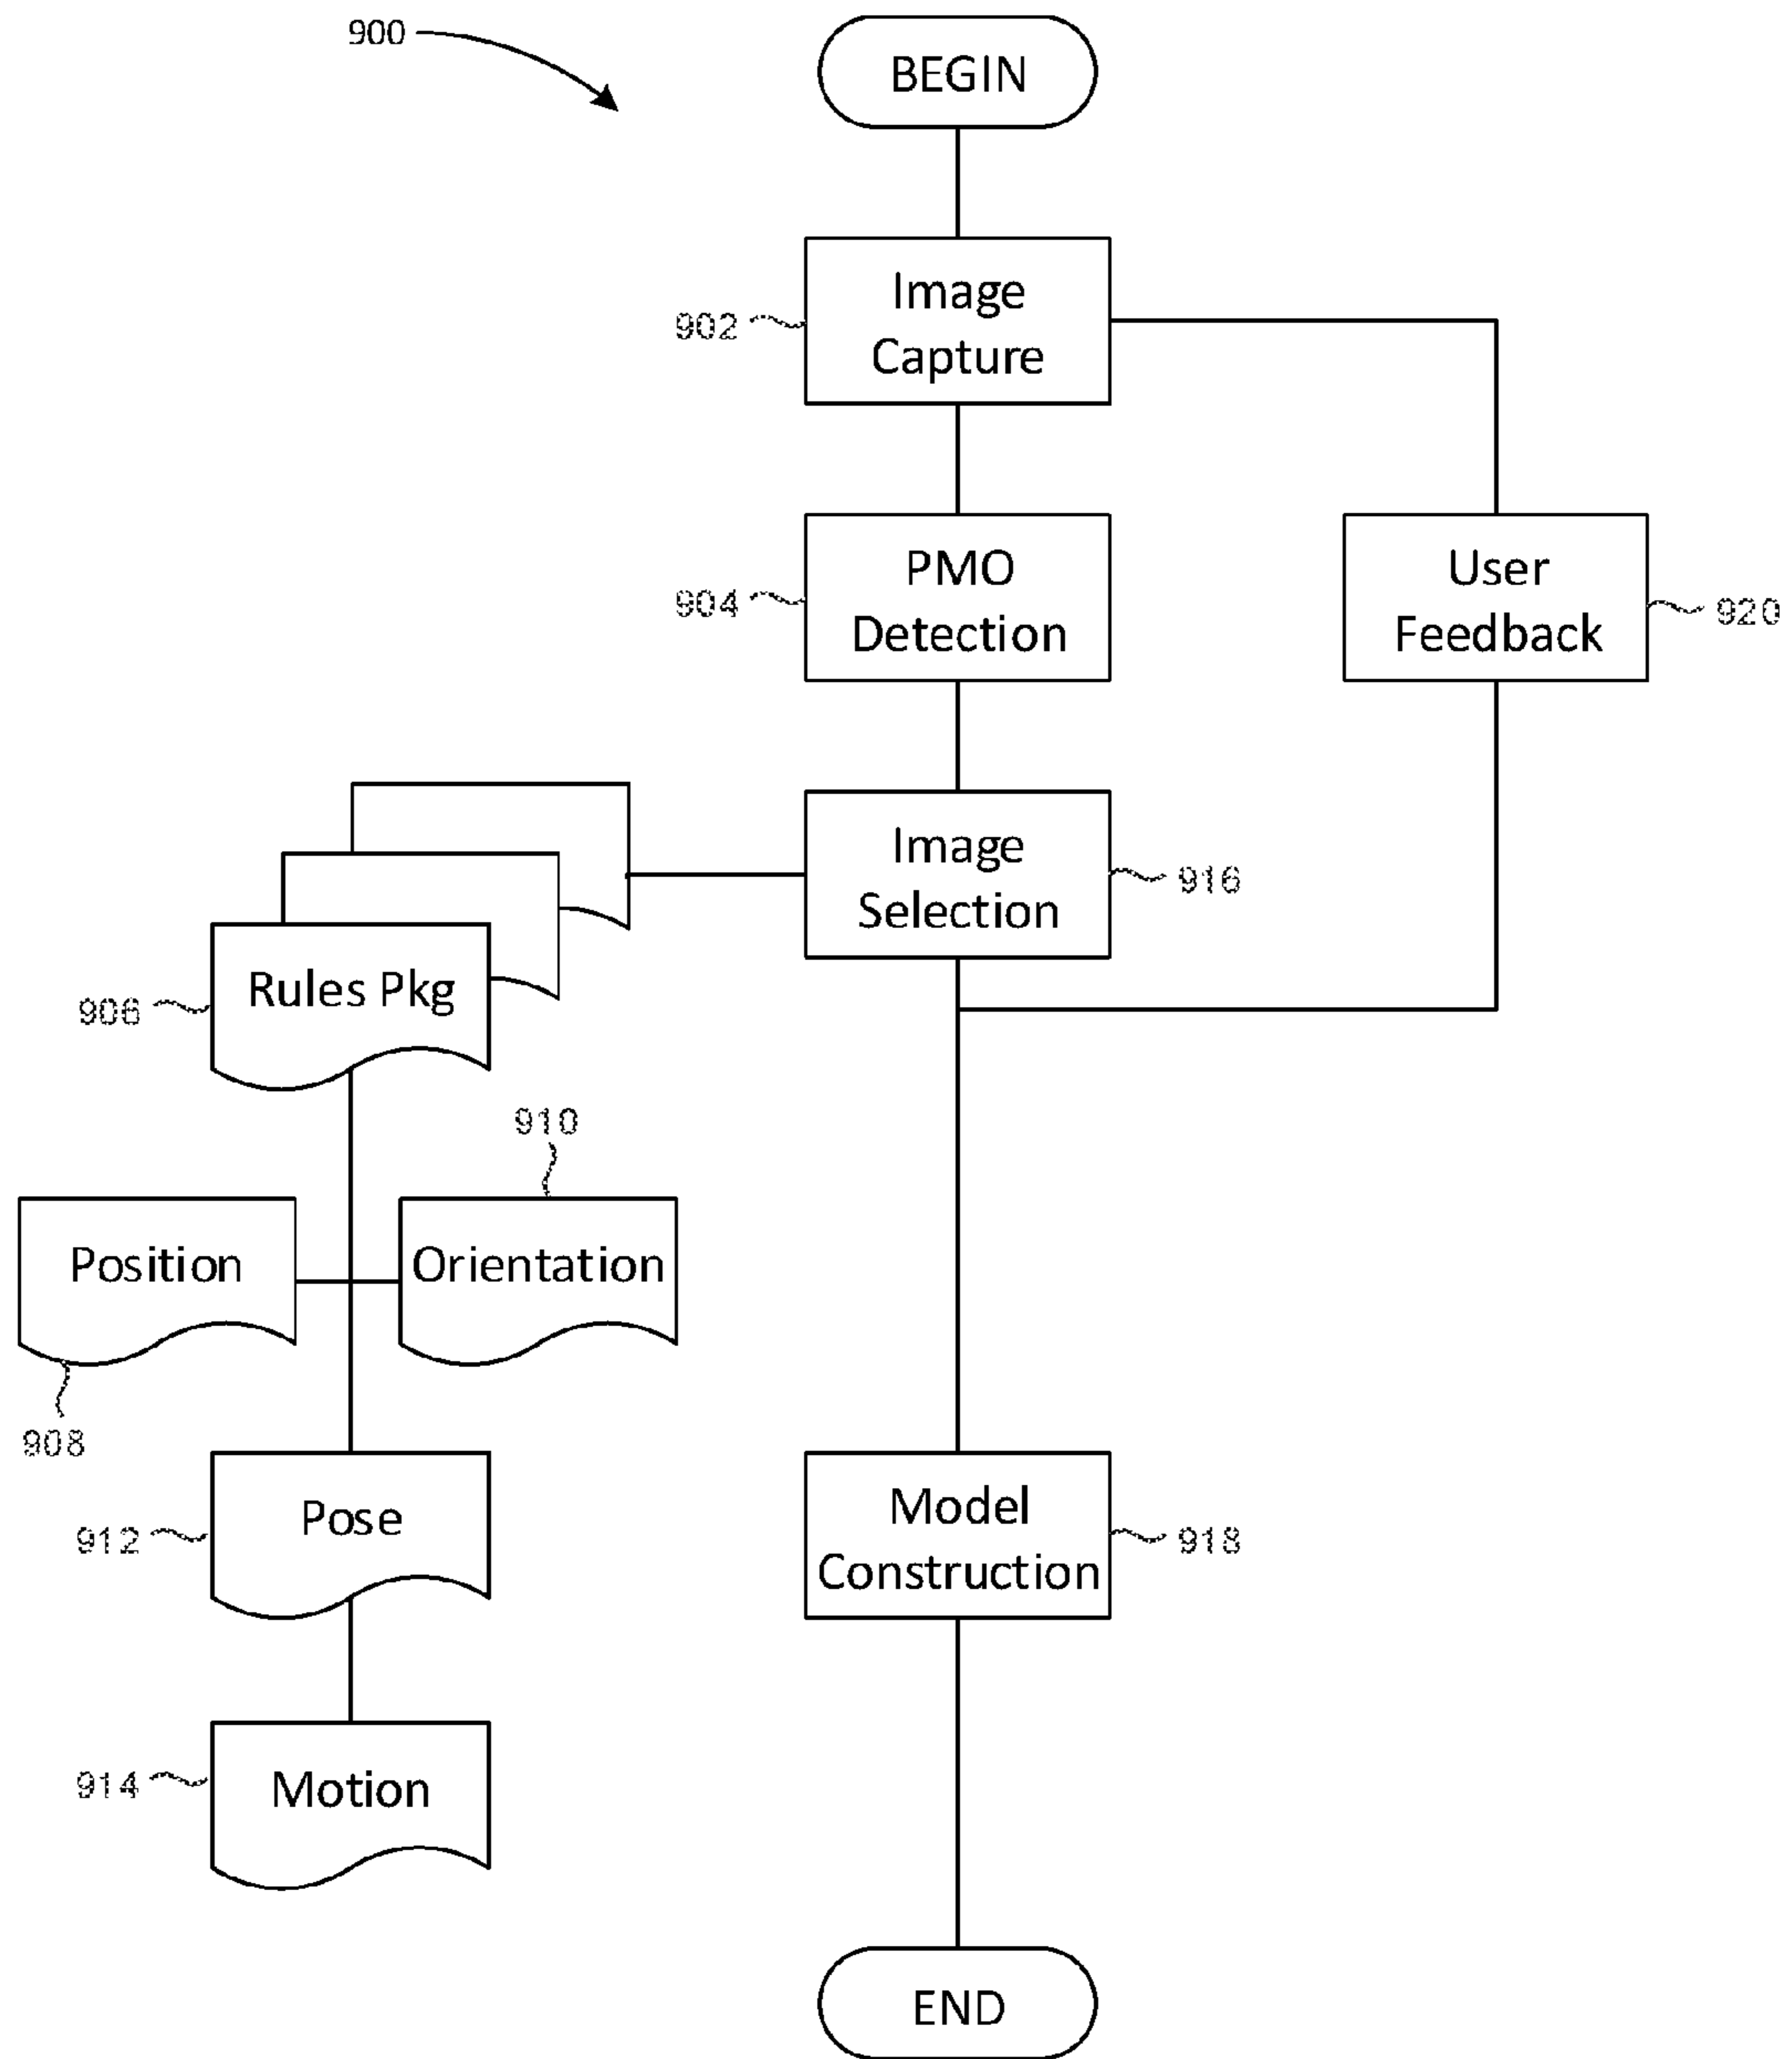 900
BEGIN
Image
Capture
902
PMO
Detection
904
User
Feedback
920
Image
Selection
916
Rules Pkg
906
910
Position
Orientation
908
Pose
912
Model
Construction
918
Motion
914
END